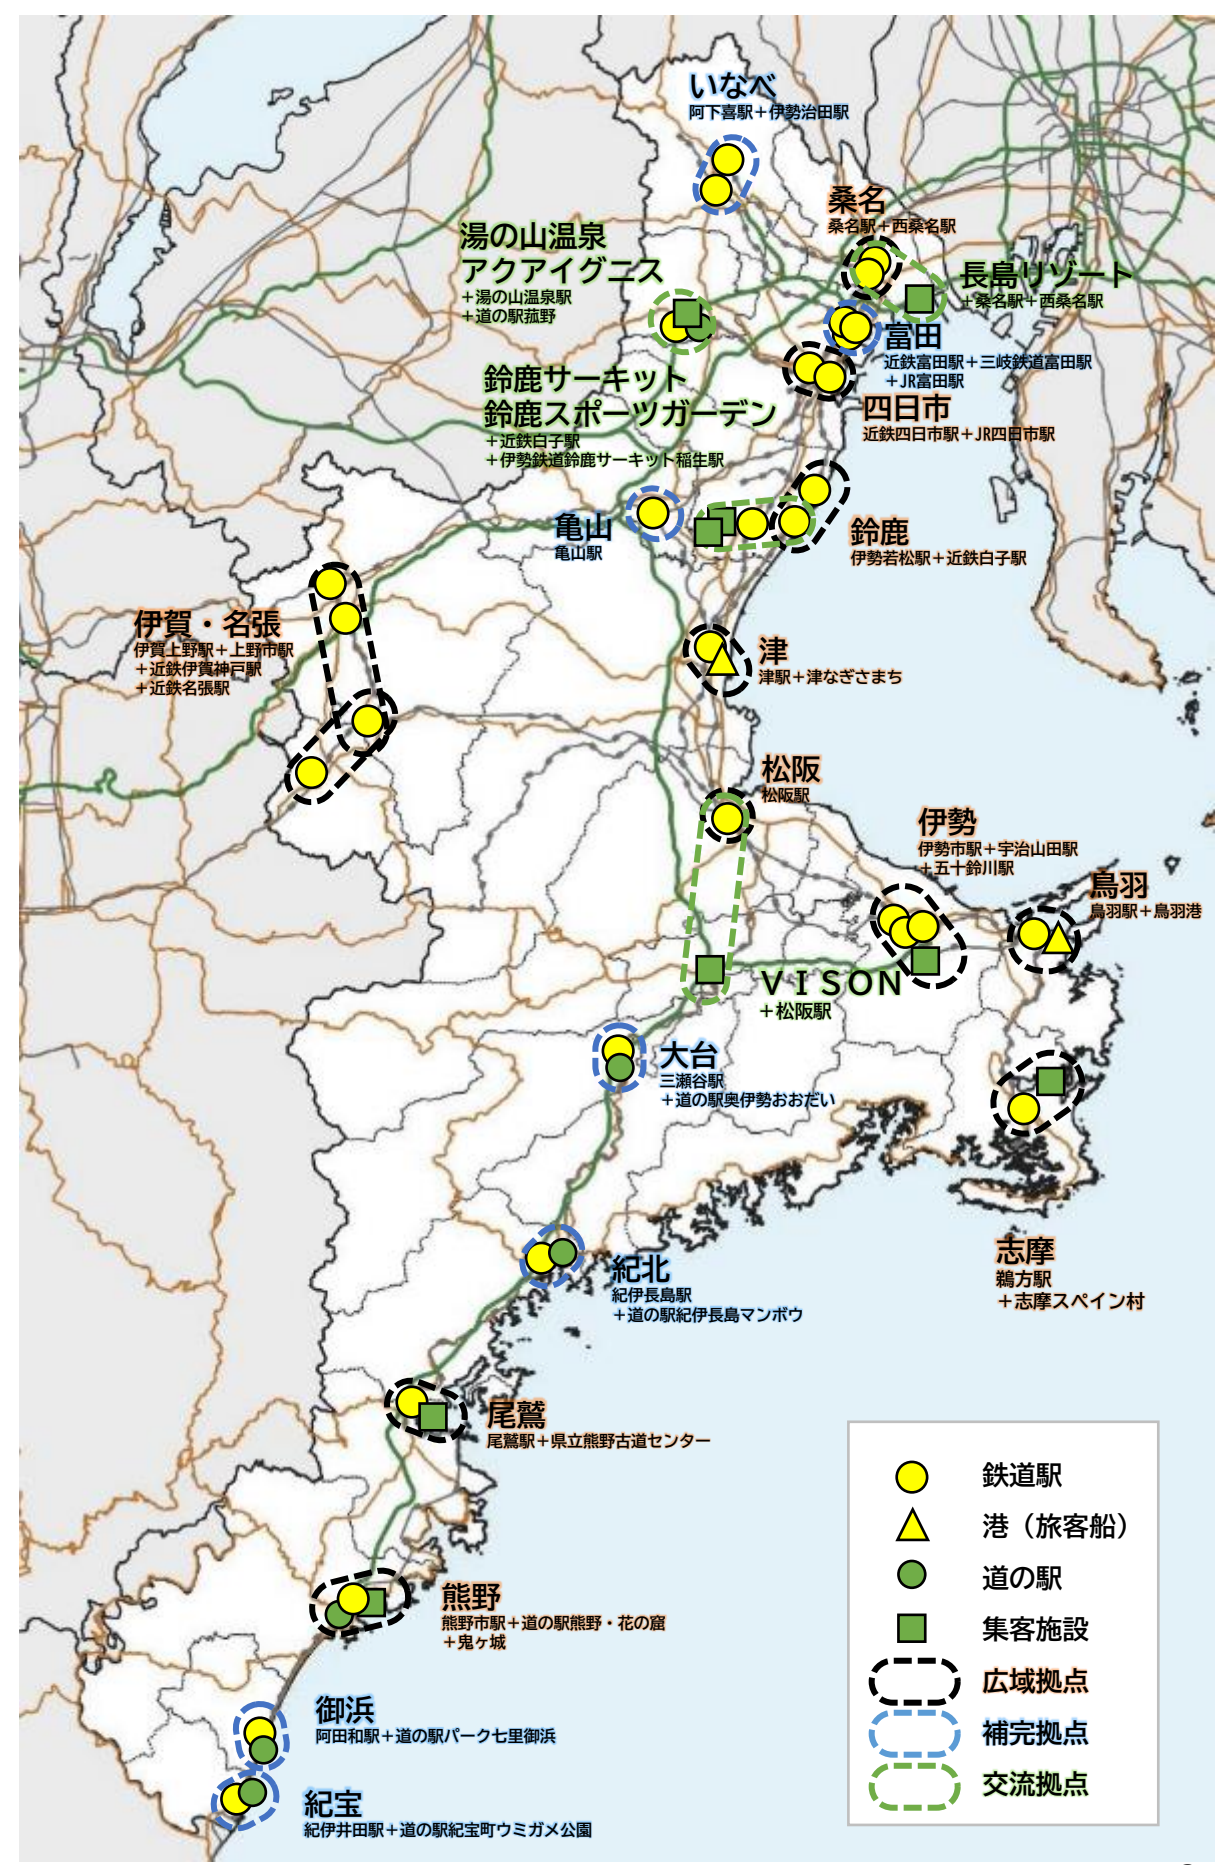 いなべ
阿下喜駅＋伊勢治田駅
桑名
桑名駅＋西桑名駅
湯の山温泉
アクアイグニス
＋湯の山温泉駅
＋道の駅菰野
長島リゾート
＋桑名駅＋西桑名駅
富田
近鉄富田駅＋三岐鉄道富田駅
＋JR富田駅
鈴鹿サーキット
鈴鹿スポーツガーデン
＋近鉄白子駅
＋伊勢鉄道鈴鹿サーキット稲生駅
四日市
近鉄四日市駅＋JR四日市駅
亀山
亀山駅
鈴鹿
伊勢若松駅＋近鉄白子駅
伊賀・名張
伊賀上野駅＋上野市駅
＋近鉄伊賀神戸駅
＋近鉄名張駅
津
津駅＋津なぎさまち
松阪
松阪駅
伊勢
伊勢市駅＋宇治山田駅
＋五十鈴川駅
鳥羽
鳥羽駅＋鳥羽港
ＶＩＳＯＮ
＋松阪駅
大台
三瀬谷駅
＋道の駅奥伊勢おおだい
志摩
鵜方駅
＋志摩スペイン村
紀北
紀伊長島駅
＋道の駅紀伊長島マンボウ
尾鷲
尾鷲駅＋県立熊野古道センター
熊野
熊野市駅＋道の駅熊野・花の窟
＋鬼ヶ城
御浜
阿田和駅＋道の駅パーク七里御浜
紀宝
紀伊井田駅＋道の駅紀宝町ウミガメ公園
鉄道駅
港（旅客船）
道の駅
集客施設
広域拠点
補完拠点
交流拠点